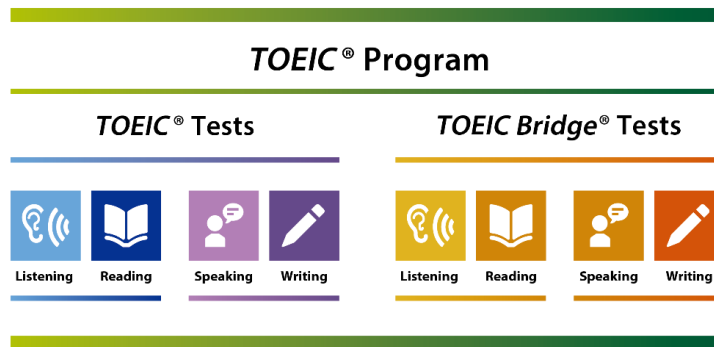 TOEIC® Program
TOEIC® Tests
TOEIC Bridge® Tests
Listening Reading Speaking Writing
Listening Reading Speaking Writing